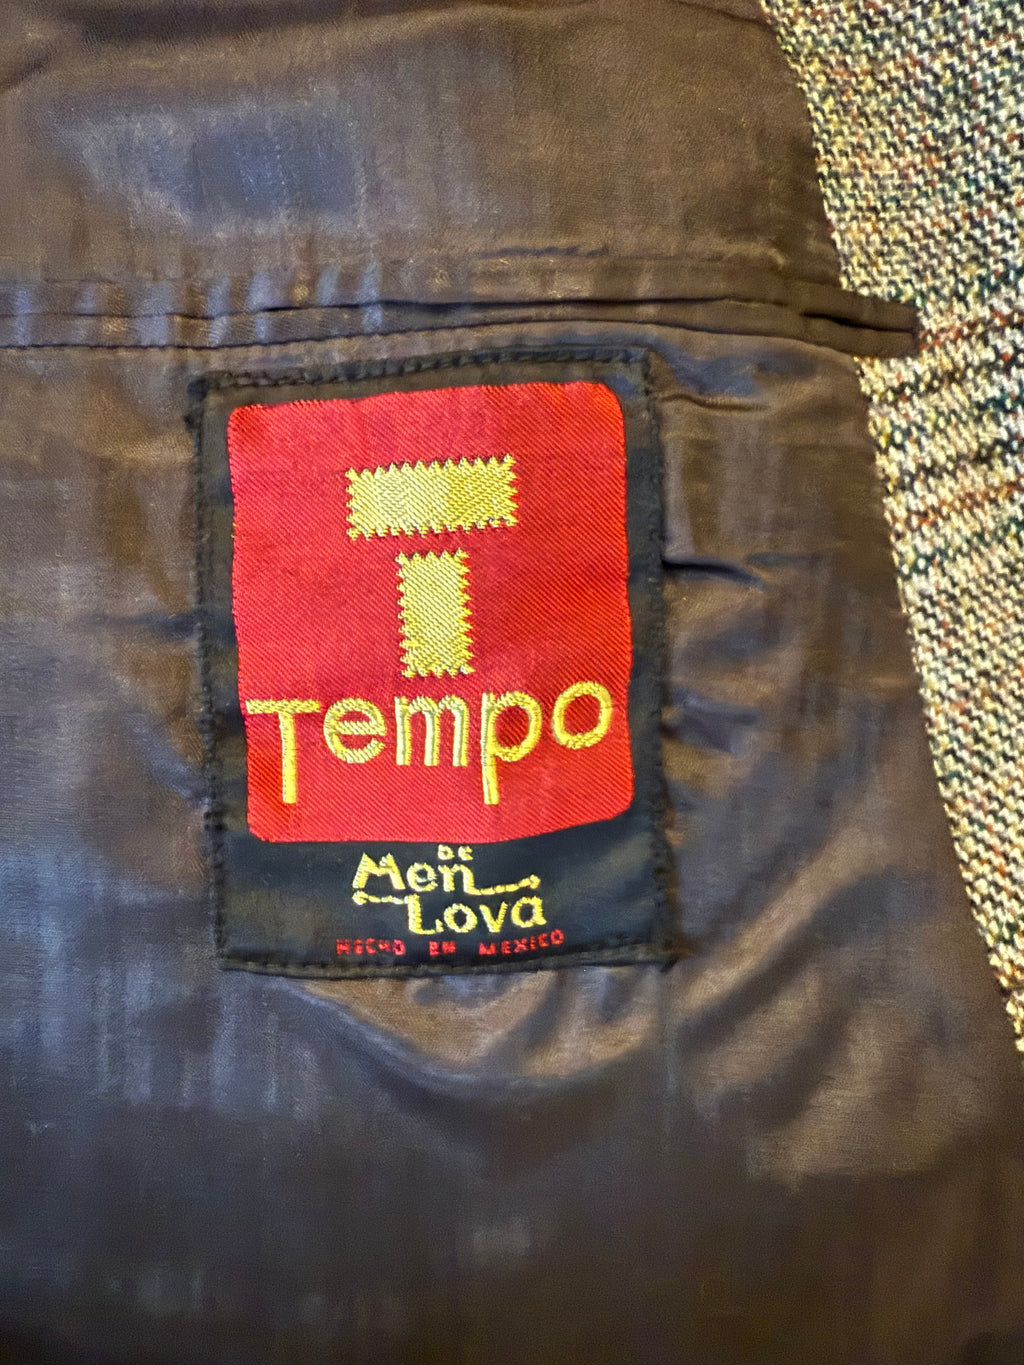 T
Tempo
DE
Men
Lova
HECHO EN MEXICO